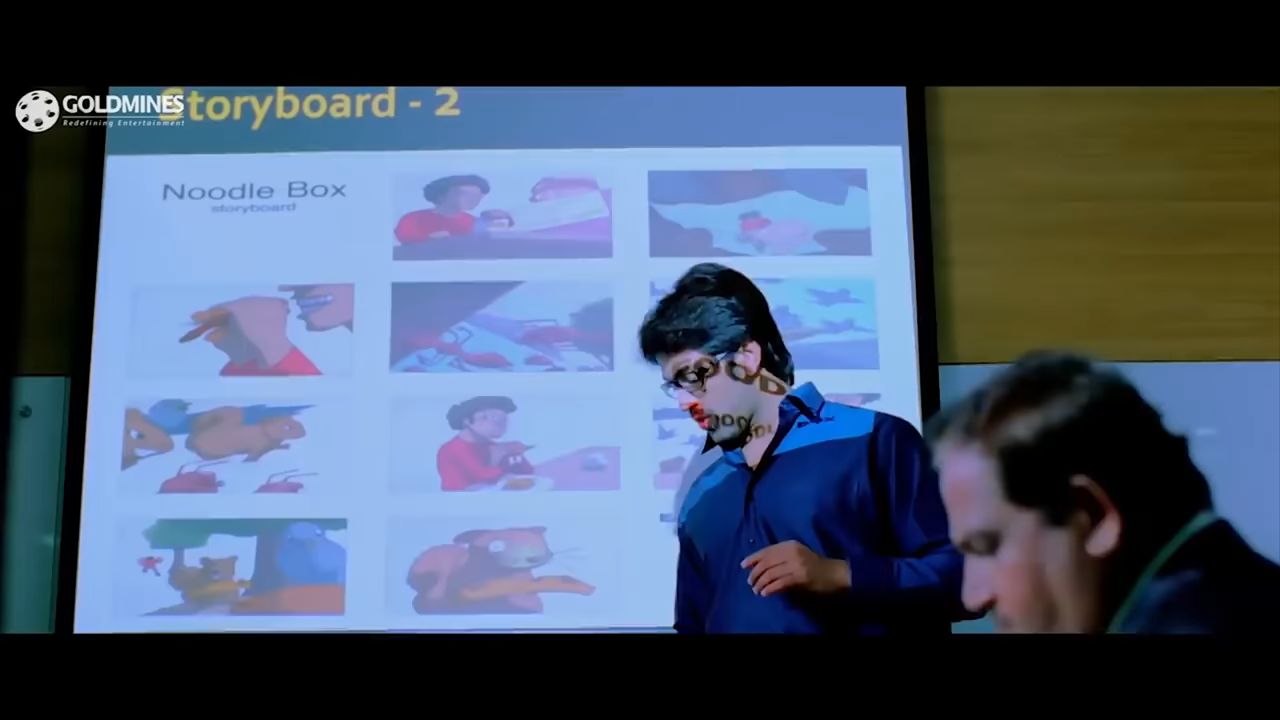 GOLDMINES
Redefining Entertainment
Storyboard - 2
Noodle Box
storyboard